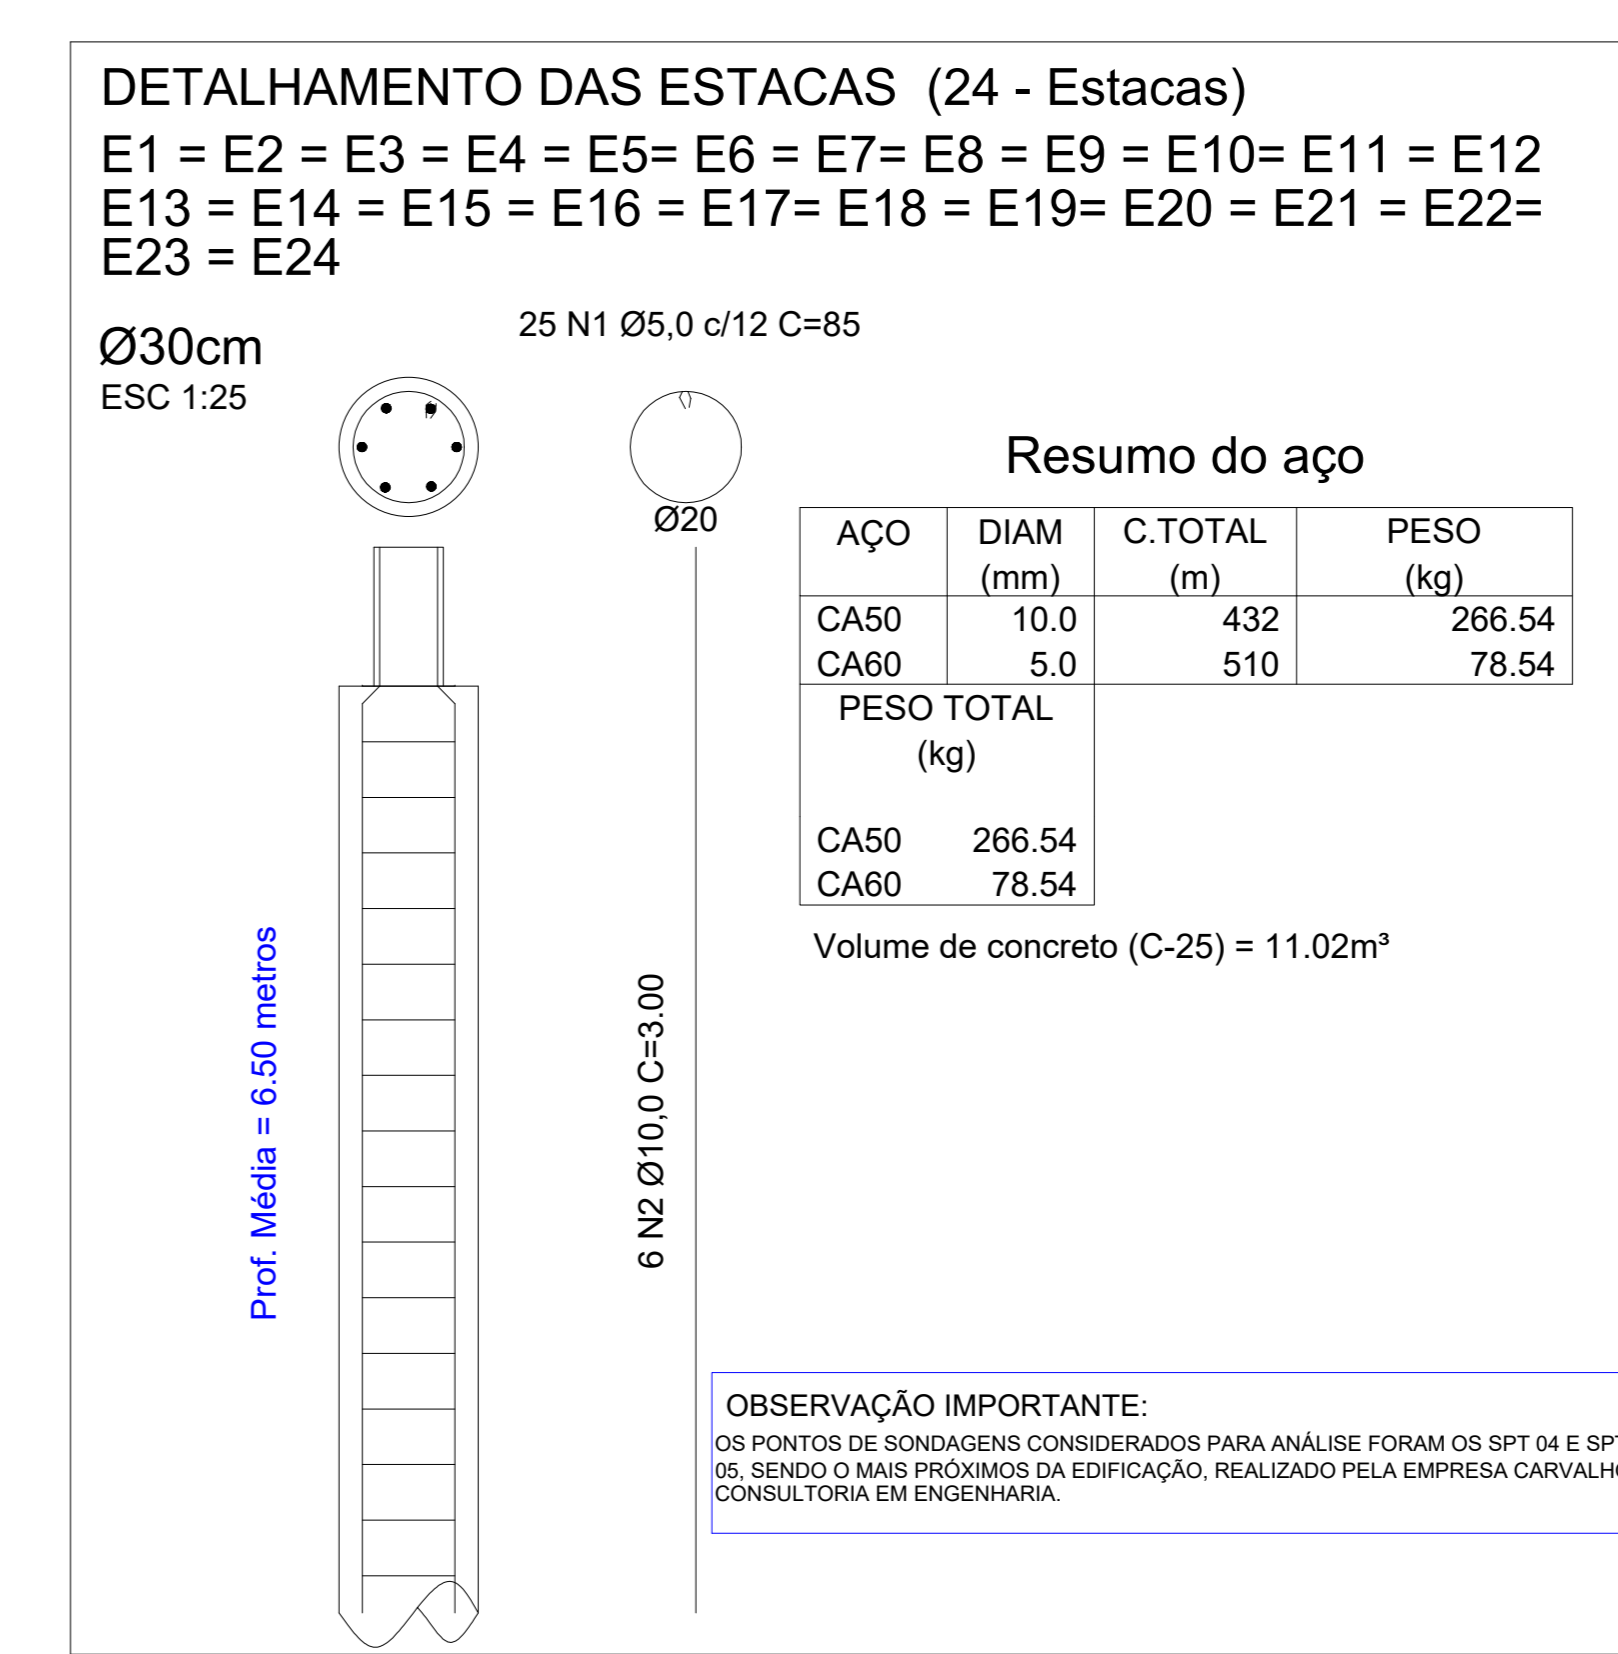 DETALHAMENTO DAS ESTACAS (24 - Estacas)
E1 = E2 = E3 = E4 = E5= E6 = E7= E8 = E9 = E10= E11 = E12
E13 = E14 = E15 = E16 = E17= E18 = E19= E20 = E21 = E22=
E23 = E24
Ø30cm
ESC 1:25
25 N1 Ø5,0 c/12 C=85
Ø20
Prof. Média = 6.50 metros
6 N2 Ø10,0 C=3.00
Resumo do aço
AÇO DIAM C.TOTAL PESO
(mm) (m) (kg)
CA50 10.0 432 266.54
CA60 5.0 510 78.54
PESO TOTAL
(kg)
CA50 266.54
CA60 78.54
Volume de concreto (C-25) = 11.02m³
OBSERVAÇÃO IMPORTANTE:
OS PONTOS DE SONDAGENS CONSIDERADOS PARA ANÁLISE FORAM OS SPT 04 E SPT
05, SENDO O MAIS PRÓXIMOS DA EDIFICAÇÃO, REALIZADO PELA EMPRESA CARVALHO
CONSULTORIA EM ENGENHARIA.